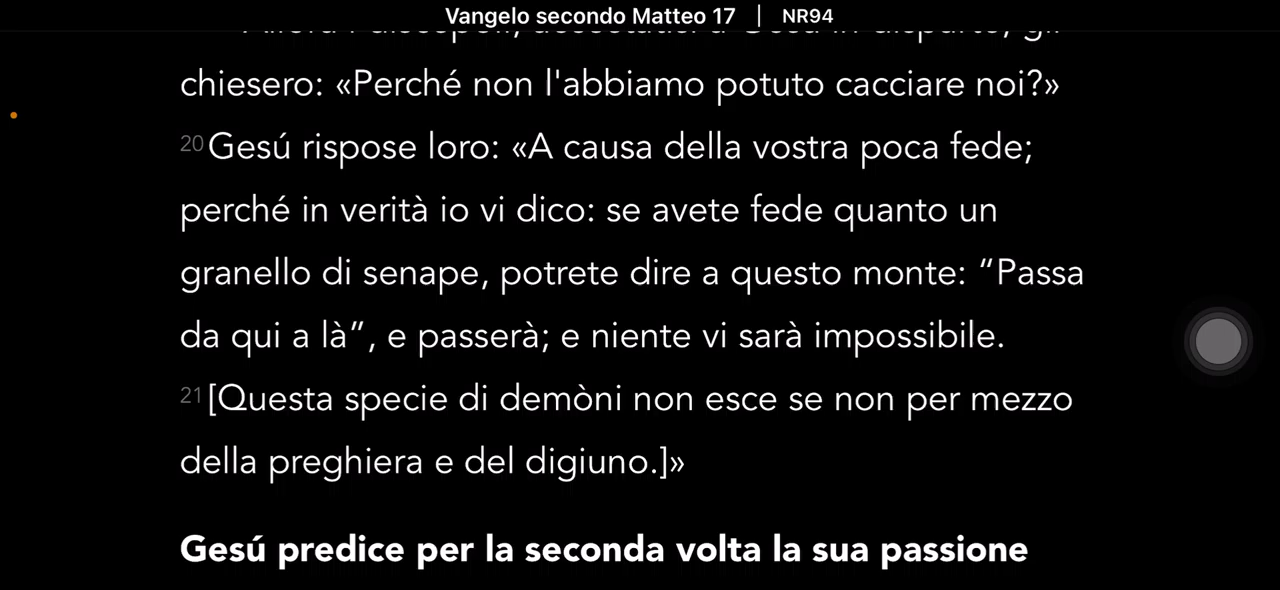 Vangelo secondo Matteo 17 | NR94
chiesero: «Perché non l'abbiamo potuto cacciare noi?»
20 Gesú rispose loro: «A causa della vostra poca fede;
perché in verità io vi dico: se avete fede quanto un
granello di senape, potrete dire a questo monte: “Passa
da qui a là”, e passerà; e niente vi sarà impossibile.
21 [Questa specie di demòni non esce se non per mezzo
della preghiera e del digiuno.]»
Gesú predice per la seconda volta la sua passione